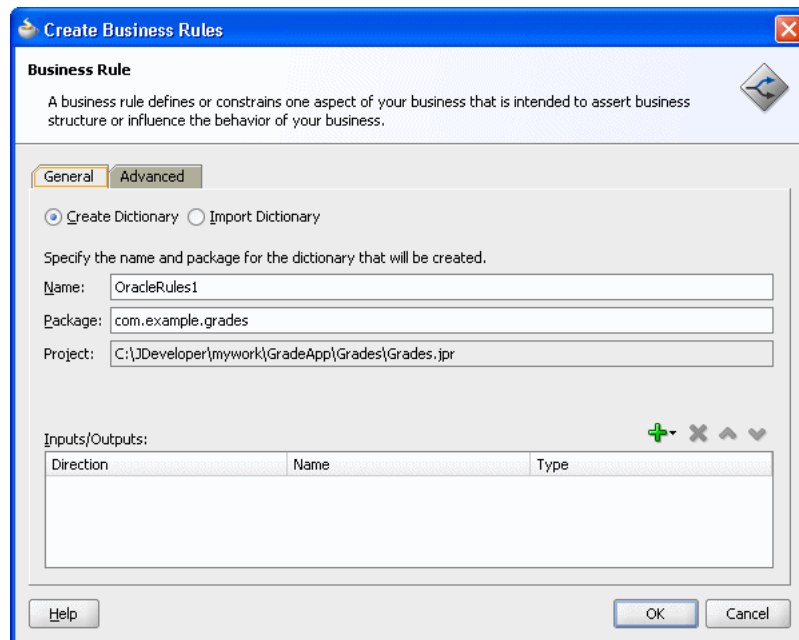 Create Business Rules
Business Rule
A business rule defines or constrains one aspect of your business that is intended to assert business
structure or influence the behavior of your business.
General Advanced
Create Dictionary Import Dictionary
Specify the name and package for the dictionary that will be created.
Name: OracleRules1
Package: com.example.grades
Project: C:\JDeveloper\mywork\GradeApp\Grades\Grades.jpr
Inputs/Outputs:
Direction Name Type
Help OK Cancel